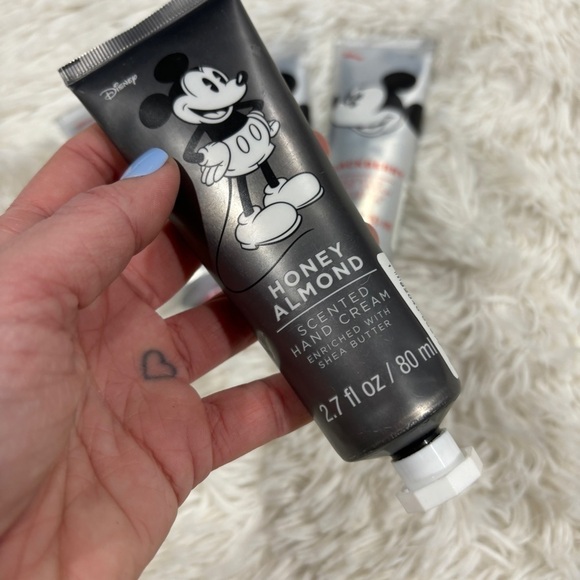 Disney
HONEY
ALMOND
SCENTED
HAND CREAM
ENRICHED WITH
SHEA BUTTER
2.7 fl oz / 80 ml